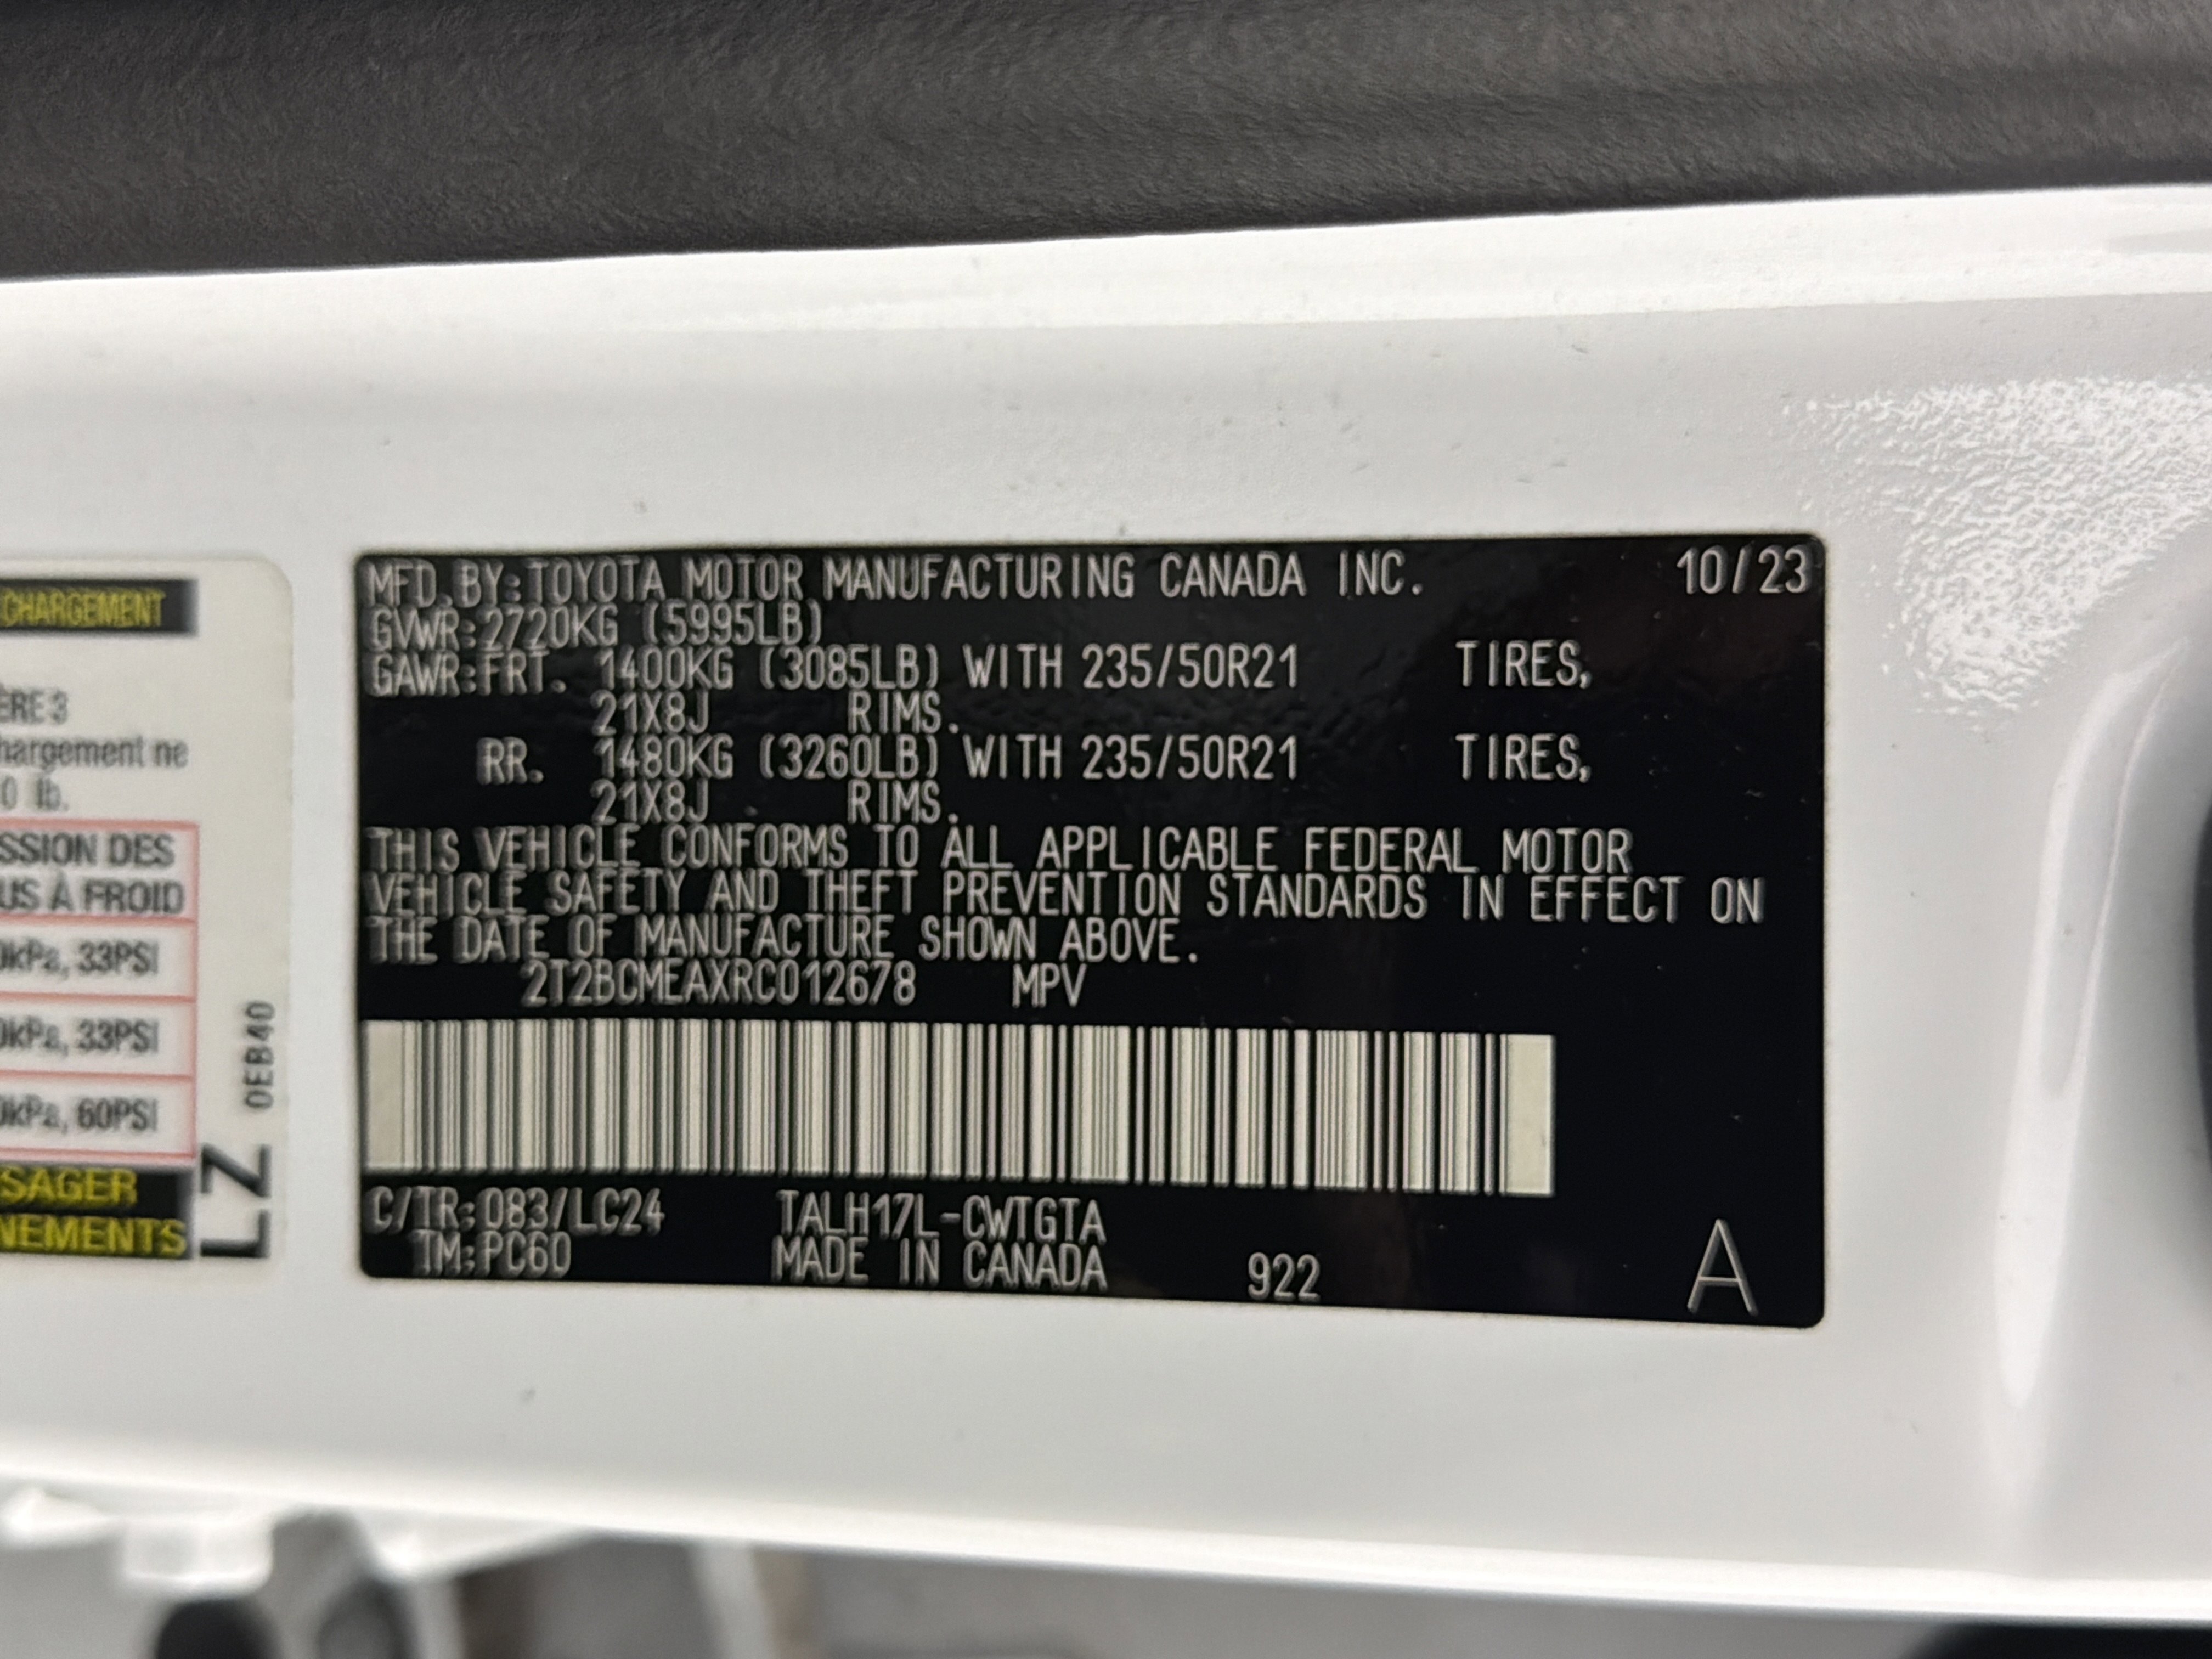 CHARGEMENT
ÈRE 3
hargement ne
0 lb.
SSION DES
US À FROID
0kPa, 33PSI
0kPa, 33PSI
0kPa, 60PSI
SAGER
NEMENTS
LZ 0EB40
MFD.BY:TOYOTA MOTOR MANUFACTURING CANADA INC. 10/23
GVWR:2720KG (5995LB)
GAWR:FRT. 1400KG (3085LB) WITH 235/50R21 TIRES,
21X8J RIMS.
RR. 1480KG (3260LB) WITH 235/50R21 TIRES,
21X8J RIMS.
THIS VEHICLE CONFORMS TO ALL APPLICABLE FEDERAL MOTOR
VEHICLE SAFETY AND THEFT PREVENTION STANDARDS IN EFFECT ON
THE DATE OF MANUFACTURE SHOWN ABOVE.
2T2BCMEAXRC012678 MPV
C/TR:083/LC24 TALH17L-CWTGTA
TM:PC60 MADE IN CANADA 922 A